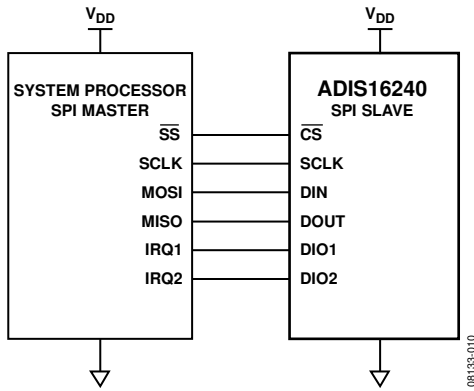 VDD
SYSTEM PROCESSOR
SPI MASTER
SS
SCLK
MOSI
MISO
IRQ1
IRQ2
VDD
ADIS16240
SPI SLAVE
CS
SCLK
DIN
DOUT
DIO1
DIO2
08133-010